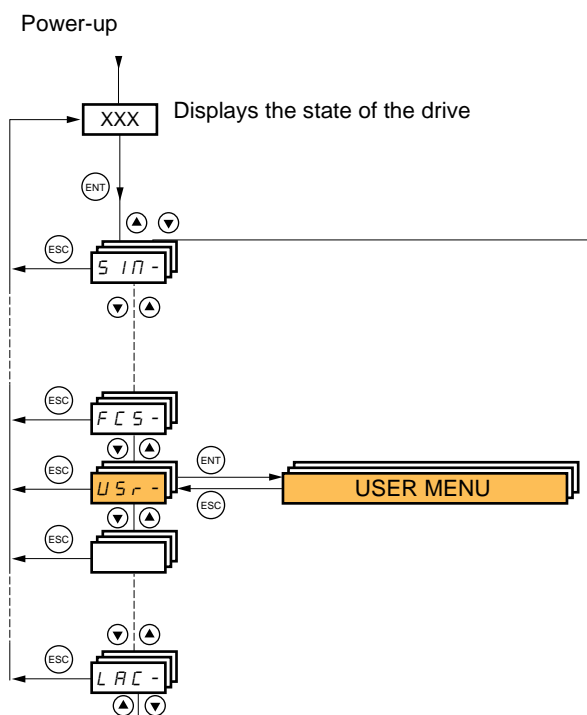 Power-up
XXX
Displays the state of the drive
ENT
ESC
SIM-
ESC
FCS-
ESC
USr-
ENT
ESC
USER MENU
ESC
ESC
LAC-